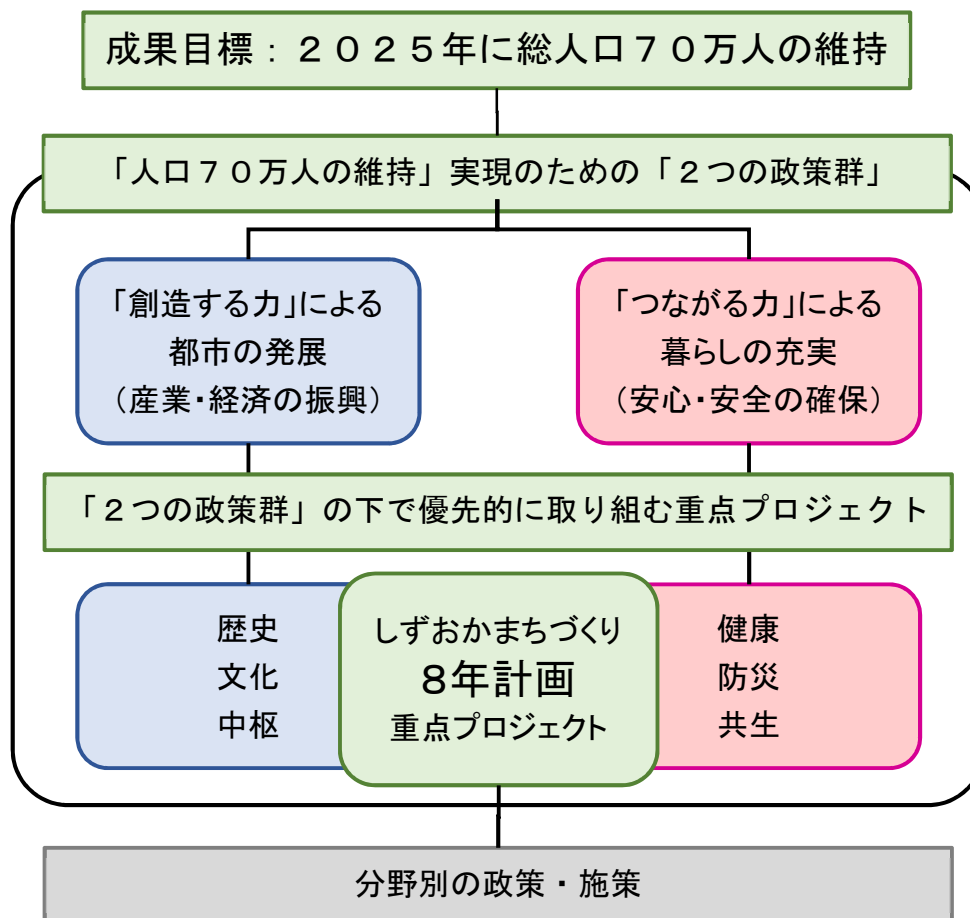 成果目標：２０２５年に総人口７０万人の維持
「人口７０万人の維持」実現のための「２つの政策群」
「創造する力」による
都市の発展
（産業・経済の振興）
「つながる力」による
暮らしの充実
（安心・安全の確保）
「２つの政策群」の下で優先的に取り組む重点プロジェクト
歴史
文化
中枢
しずおかまちづくり
８年計画
重点プロジェクト
健康
防災
共生
分野別の政策・施策